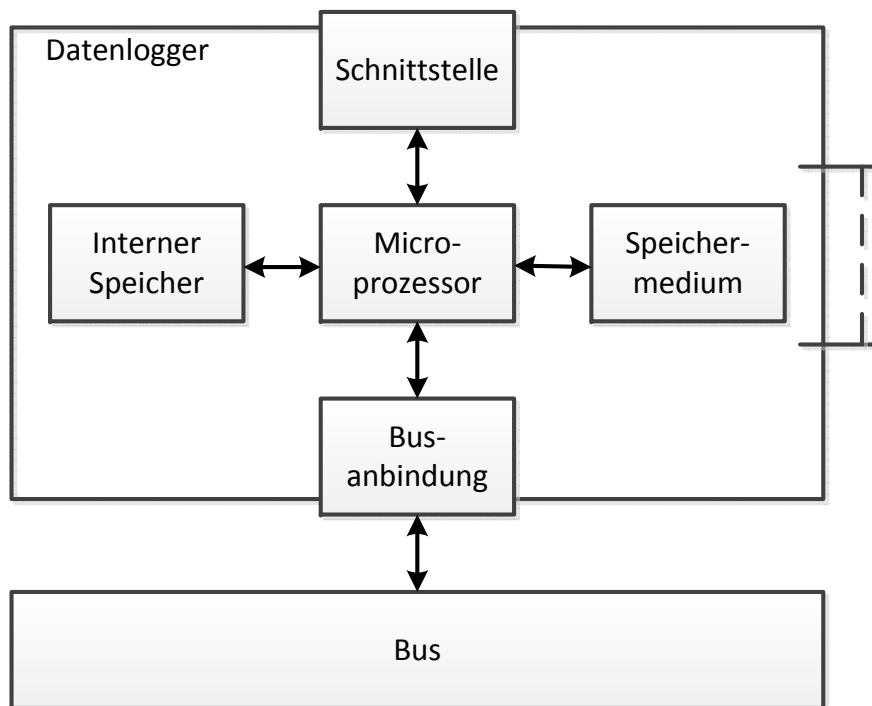 Datenlogger
Schnittstelle
Interner
Speicher
Micro-
prozessor
Speicher-
medium
Bus-
anbindung
Bus